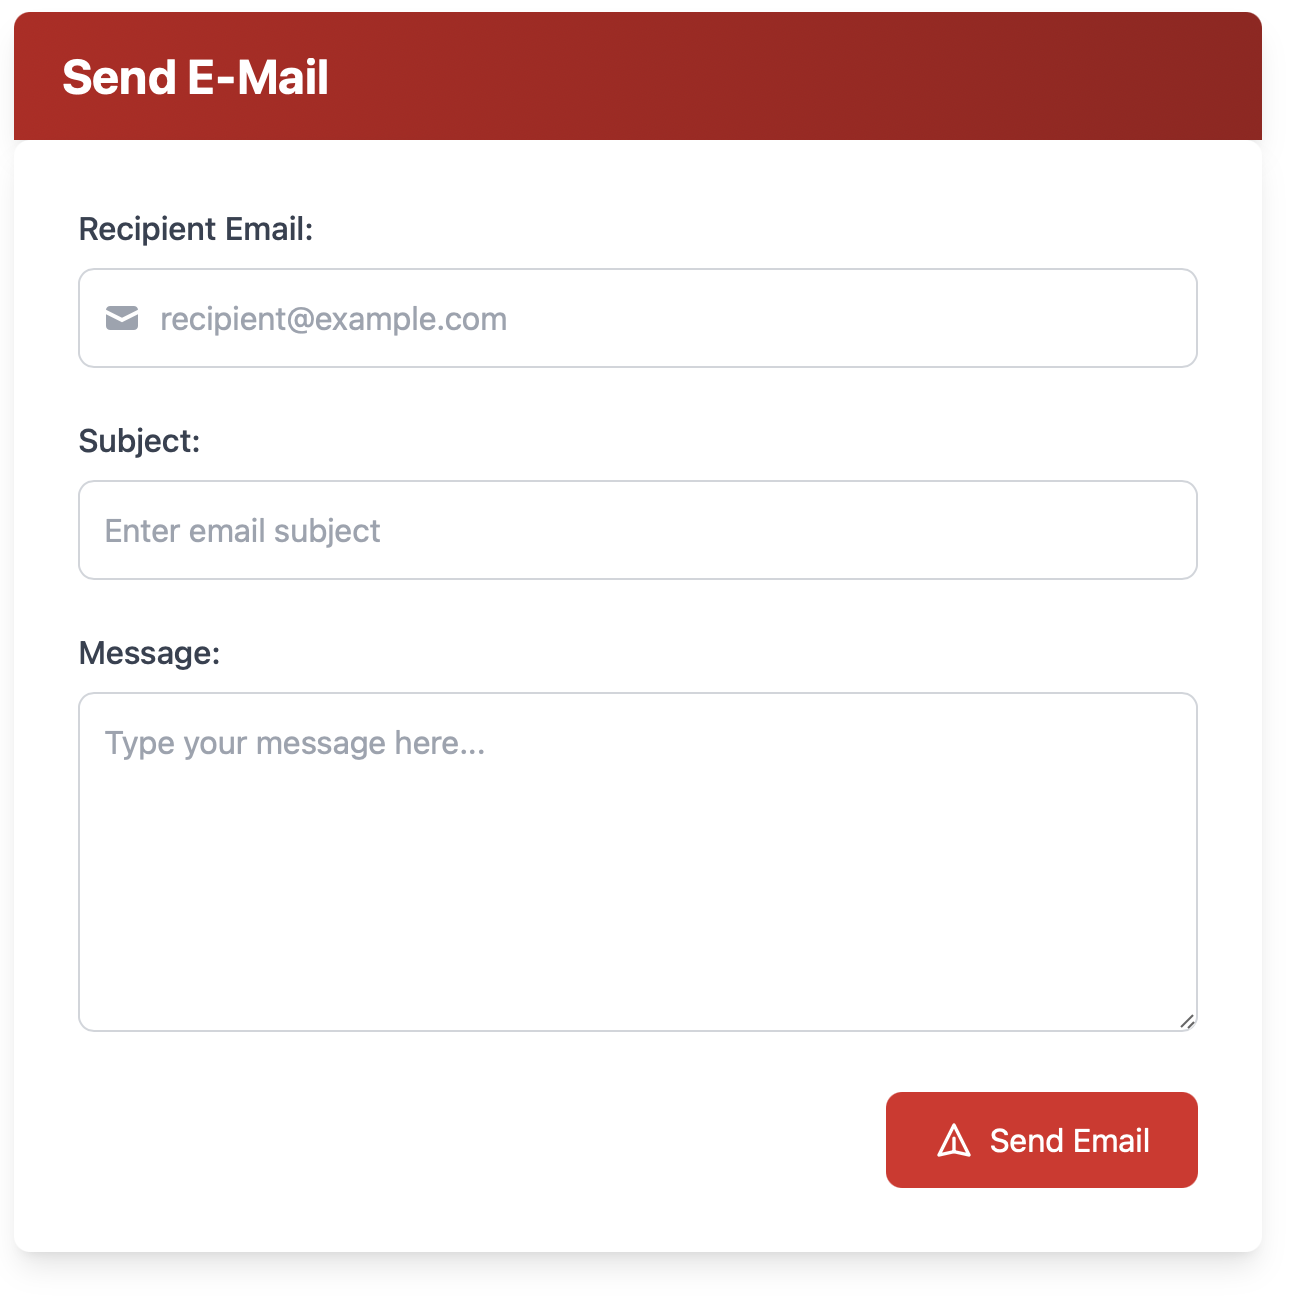 Send E-Mail
Recipient Email:
recipient@example.com
Subject:
Enter email subject
Message:
Type your message here...
Send Email